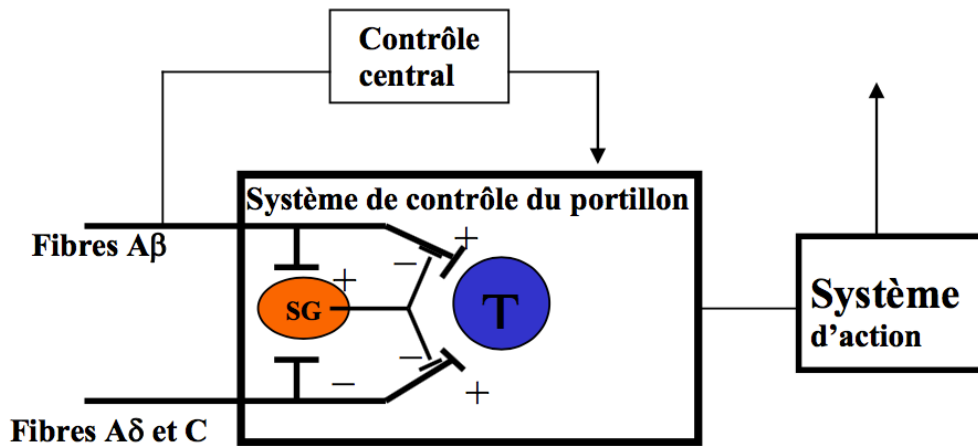 Contrôle
central
Système de contrôle du portillon
Fibres Aβ
+
−
+
SG
T
Système
d’action
−
−
+
Fibres Aδ et C